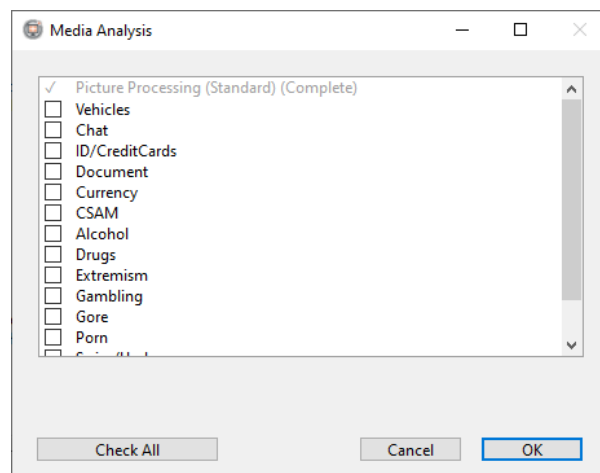 Media Analysis
Picture Processing (Standard) (Complete)
Vehicles
Chat
ID/CreditCards
Document
Currency
CSAM
Alcohol
Drugs
Extremism
Gambling
Gore
Porn
Check All
Cancel
OK